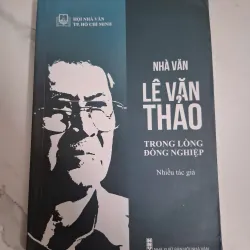 HỘI NHÀ VĂN
TP. HỒ CHÍ MINH
NHÀ VĂN
LÊ VĂN
THẢO
TRONG LÒNG
ĐỒNG NGHIỆP
Nhiều tác giả